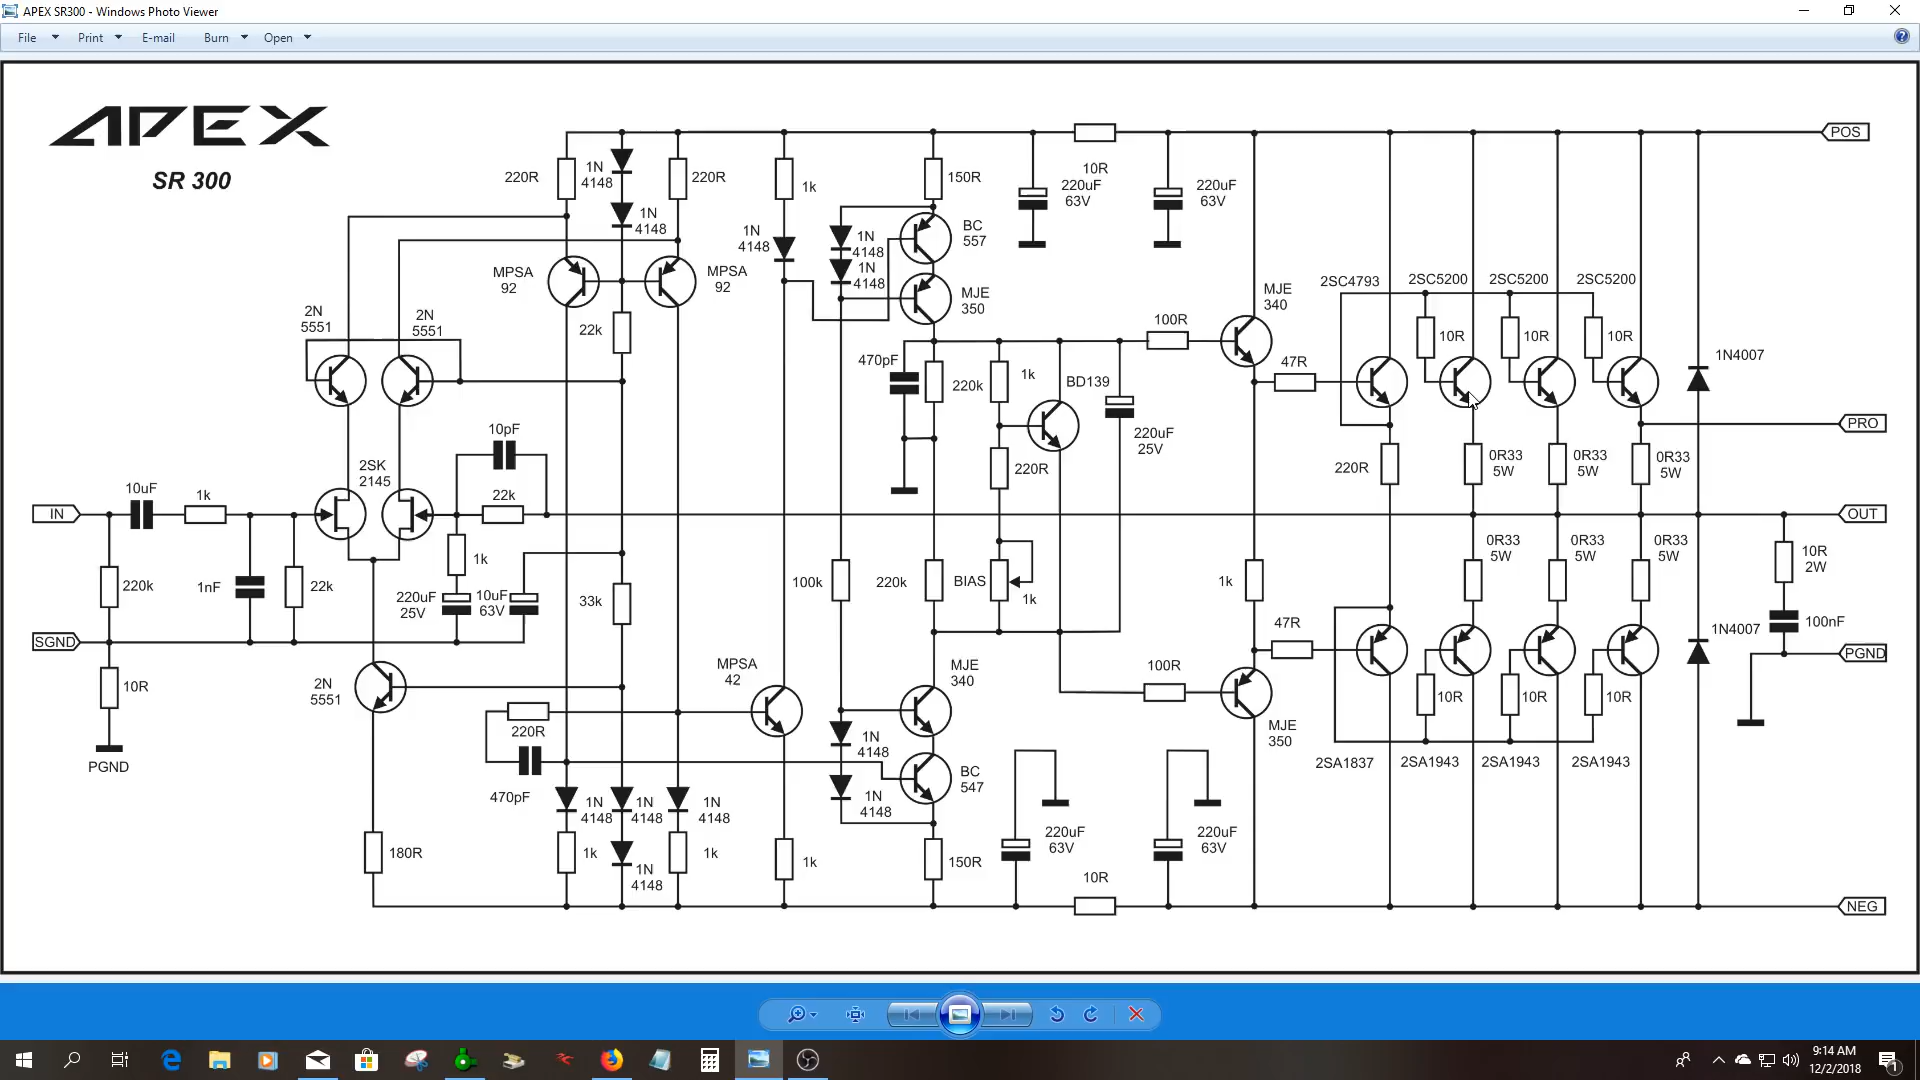 APEX SR300 - Windows Photo Viewer
File Print E-mail Burn Open
APEX
SR 300
POS
10R
220R
1N
4148
220R
1k
150R
220uF
63V
220uF
63V
1N
4148
1N
4148
1N
4148
1N
4148
BC
557
MPSA
92
MPSA
92
MJE
350
MJE
340
2SC4793 2SC5200 2SC5200 2SC5200
2N
5551
2N
5551
22k
100R
10R 10R 10R
470pF
220k
1k
BD139
47R
1N4007
220uF
25V
PRO
10pF
2SK
2145
220R
220R
0R33
5W
0R33
5W
0R33
5W
IN
10uF
1k
22k
OUT
0R33
5W
0R33
5W
0R33
5W
10R
2W
220k
1nF
22k
1k
220uF
25V
10uF
63V
33k
100k
220k
BIAS
1k
1k
47R
1N4007
100nF
SGND
PGND
10R
2N
5551
MPSA
42
MJE
340
100R
MJE
350
10R 10R 10R
220R
PGND
470pF
1N
4148
BC
547
2SA1837 2SA1943 2SA1943 2SA1943
1N
4148
1N
4148
1N
4148
1N
4148
220uF
63V
220uF
63V
180R
1k
1N
4148
1k
1k
150R
10R
NEG
9:14 AM
12/2/2018
1